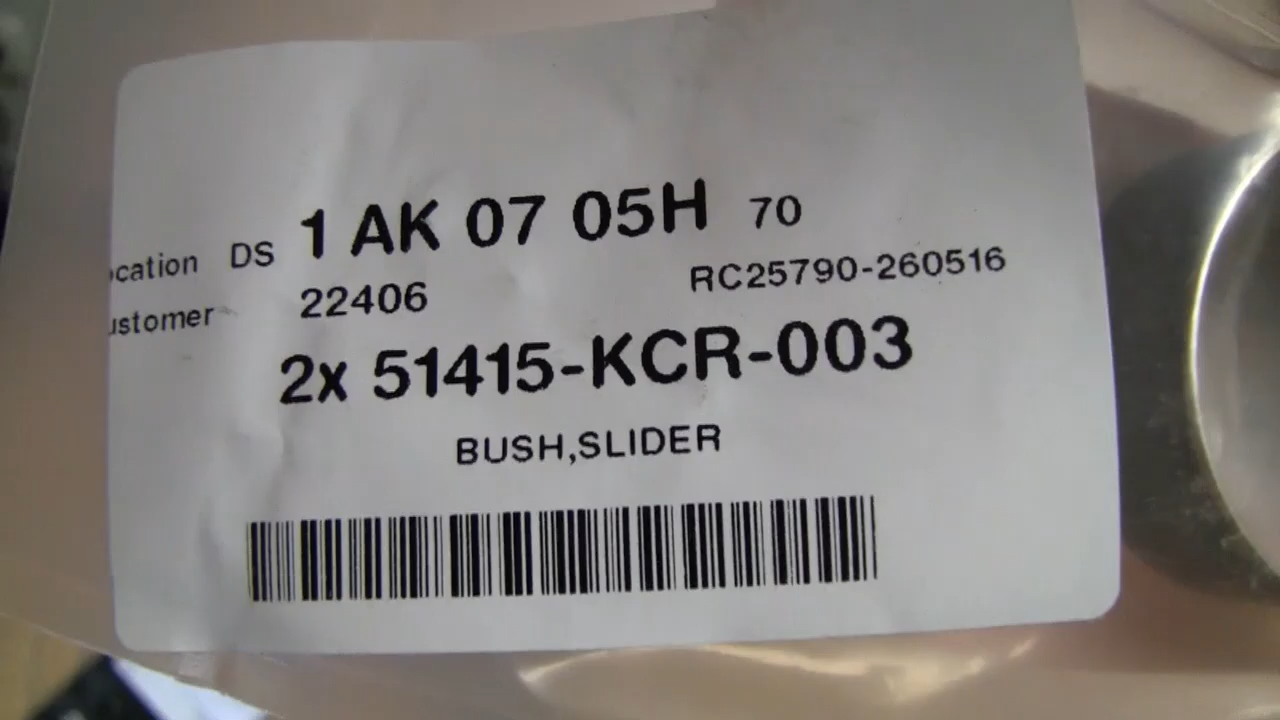 ocation DS 1 AK 07 05H 70
ustomer 22406 RC25790-260516
2x 51415-KCR-003
BUSH,SLIDER